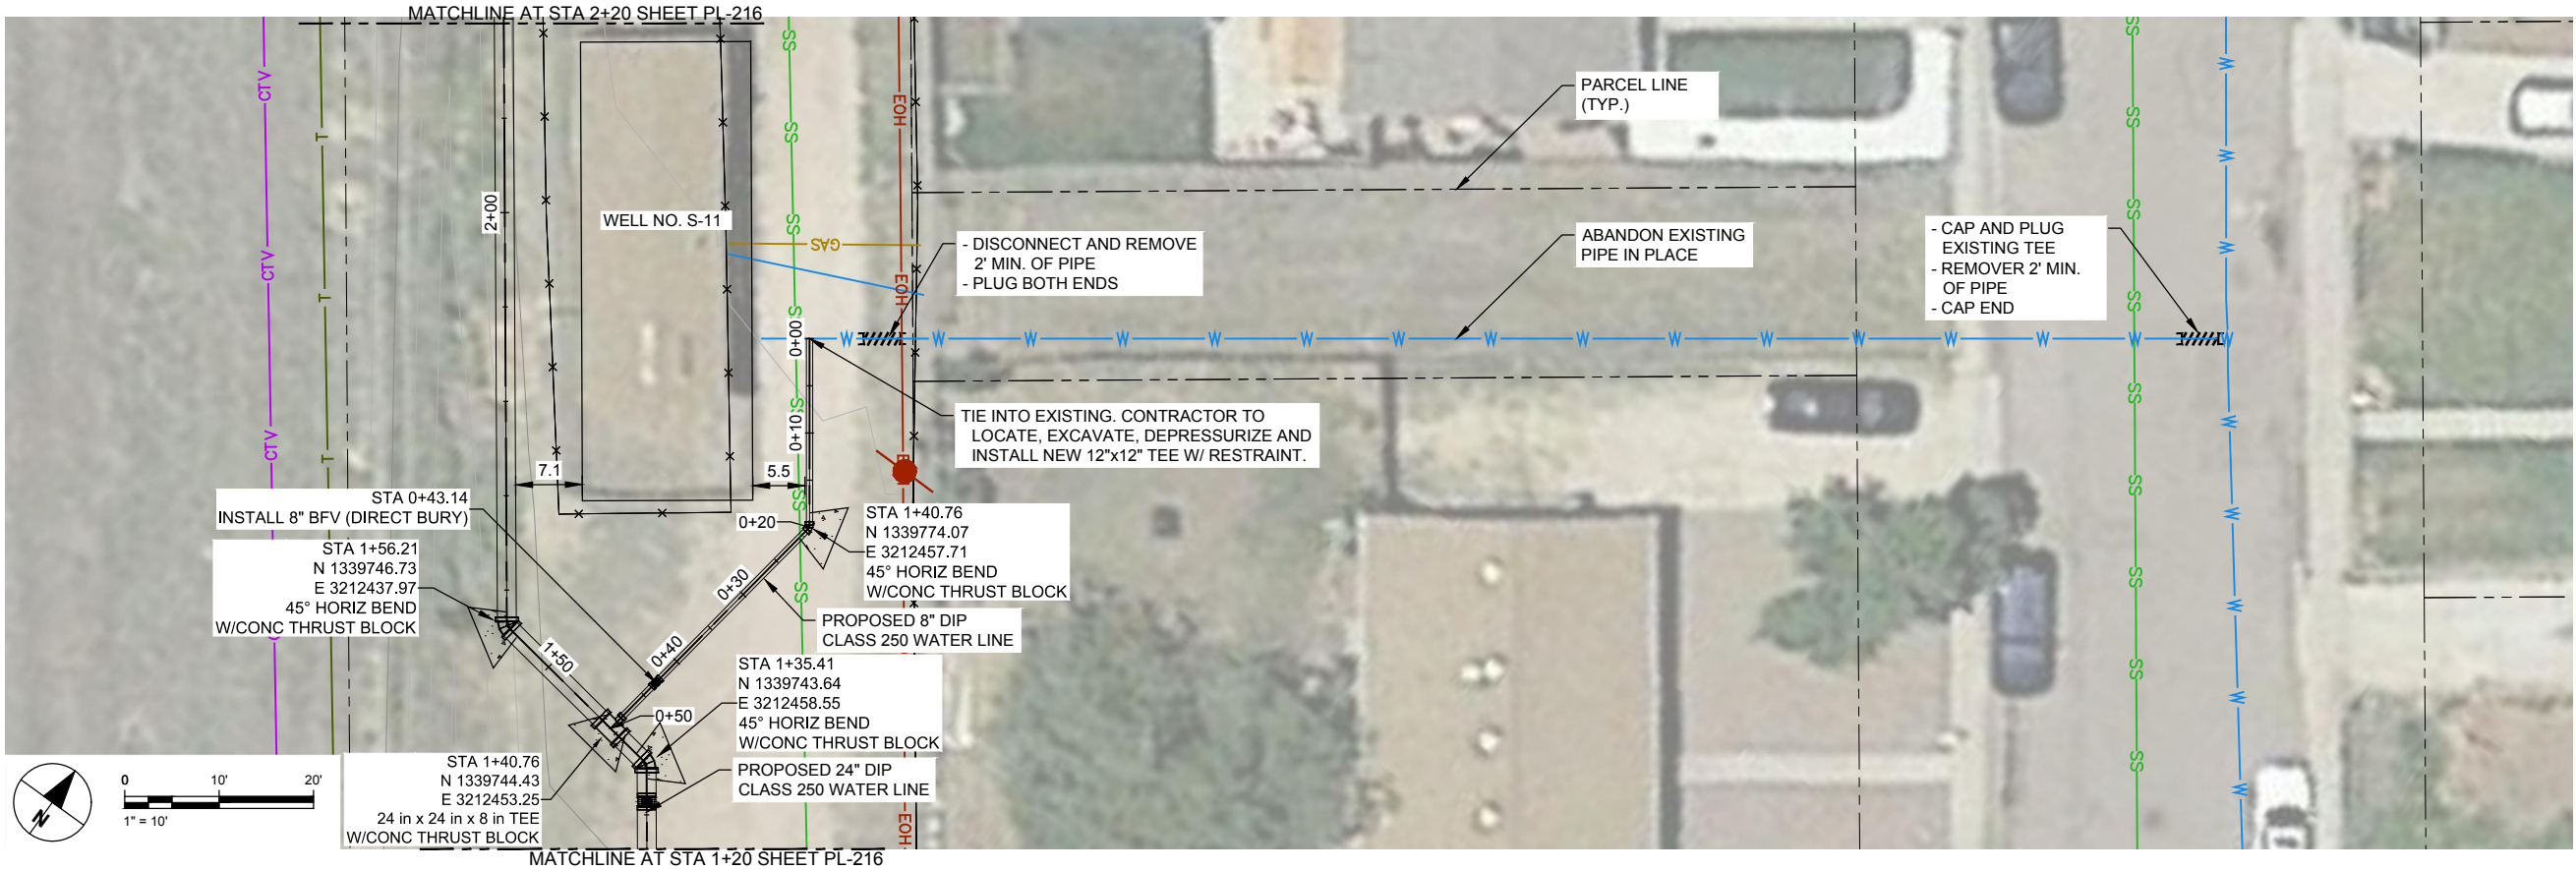 MATCHLINE AT STA 2+20 SHEET PL-216
CTV
T
SS
EOH
W
PARCEL LINE
(TYP.)
2+00
WELL NO. S-11
GAS
- DISCONNECT AND REMOVE
2' MIN. OF PIPE
- PLUG BOTH ENDS
ABANDON EXISTING
PIPE IN PLACE
- CAP AND PLUG
EXISTING TEE
- REMOVER 2' MIN.
OF PIPE
- CAP END
CTV
T
SS
EOH
W
0+00
W W W W W W W W W W W W W W W W
TIE INTO EXISTING. CONTRACTOR TO
LOCATE, EXCAVATE, DEPRESSURIZE AND
INSTALL NEW 12"x12" TEE W/ RESTRAINT.
0+10
CTV
T
7.1
5.5
STA 0+43.14
INSTALL 8" BFV (DIRECT BURY)
0+20
STA 1+40.76
N 1339774.07
E 3212457.71
45° HORIZ BEND
W/CONC THRUST BLOCK
STA 1+56.21
N 1339746.73
E 3212437.97
45° HORIZ BEND
W/CONC THRUST BLOCK
0+30
PROPOSED 8" DIP
CLASS 250 WATER LINE
1+50
0+40
STA 1+35.41
N 1339743.64
E 3212458.55
45° HORIZ BEND
W/CONC THRUST BLOCK
0+50
STA 1+40.76
N 1339744.43
E 3212453.25
24 in x 24 in x 8 in TEE
W/CONC THRUST BLOCK
PROPOSED 24" DIP
CLASS 250 WATER LINE
EOH
N
0 10' 20'
1" = 10'
MATCHLINE AT STA 1+20 SHEET PL-216